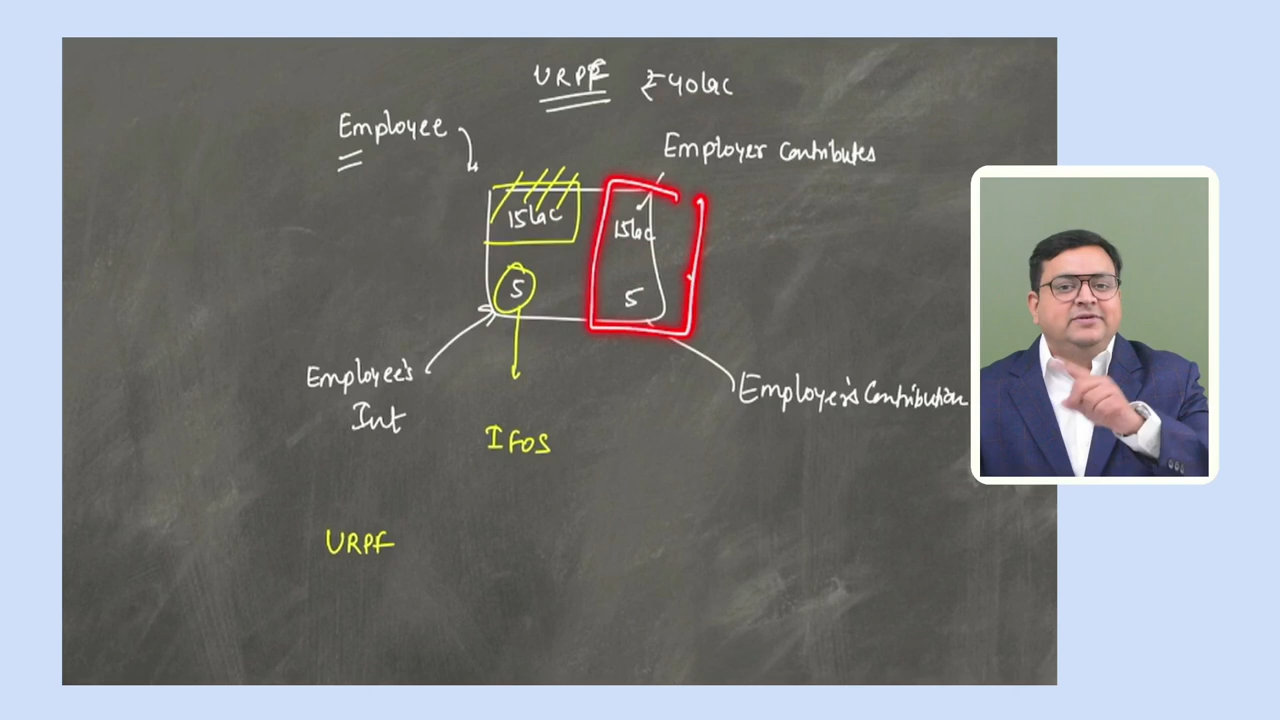 URPF ₹40lac
Employee
Employer Contributes
15lac 15lac
5 5
Employee's
Int
Employer's Contribution
IFOS
URPF